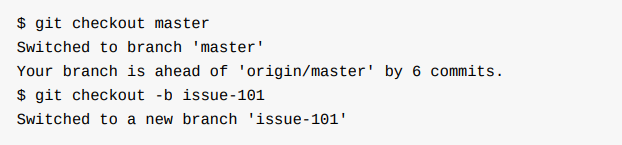 $ git checkout master
Switched to branch 'master'
Your branch is ahead of 'origin/master' by 6 commits.
$ git checkout -b issue-101
Switched to a new branch 'issue-101'